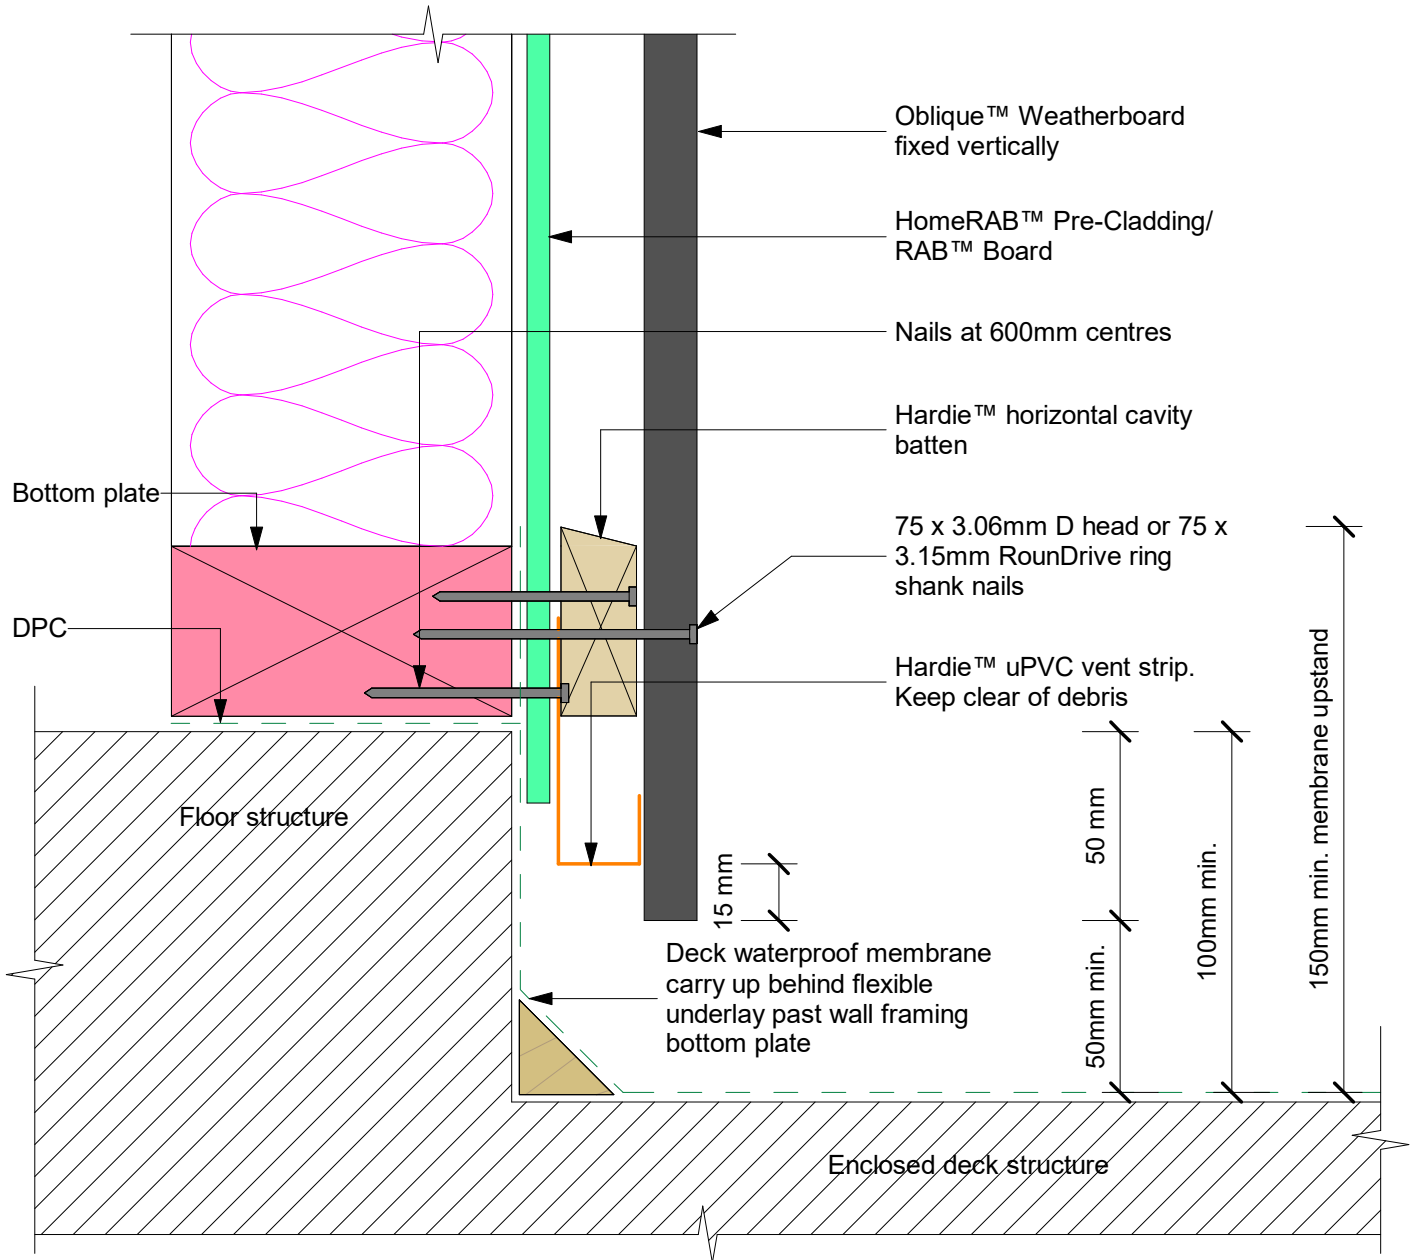 Oblique™ Weatherboard
fixed vertically
HomeRAB™ Pre-Cladding/
RAB™ Board
Nails at 600mm centres
Hardie™ horizontal cavity
batten
Bottom plate
75 x 3.06mm D head or 75 x
3.15mm RounDrive ring
shank nails
DPC
Hardie™ uPVC vent strip.
Keep clear of debris
Floor structure
15 mm
50 mm
50mm min.
100mm min.
150mm min. membrane upstand
Deck waterproof membrane
carry up behind flexible
underlay past wall framing
bottom plate
Enclosed deck structure